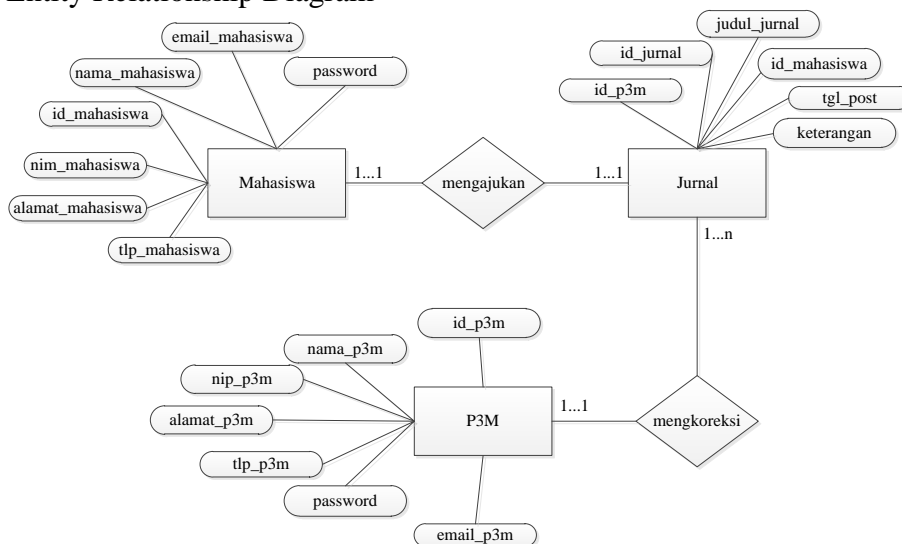 Entity Relationship Diagram
email_mahasiswa
nama_mahasiswa
password
id_mahasiswa
nim_mahasiswa
alamat_mahasiswa
tlp_mahasiswa
Mahasiswa
1...1
mengajukan
1...1
Jurnal
judul_jurnal
id_jurnal
id_mahasiswa
id_p3m
tgl_post
keterangan
1...n
mengkoreksi
1...1
P3M
id_p3m
nama_p3m
nip_p3m
alamat_p3m
tlp_p3m
password
email_p3m